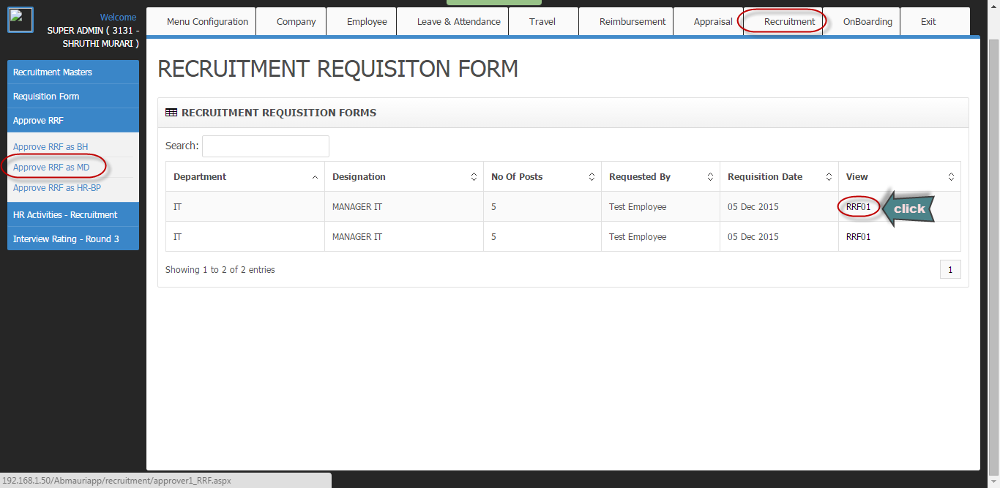 Welcome
SUPER ADMIN ( 3131 -
SHRUTHI MURARI )
Menu Configuration Company Employee Leave & Attendance Travel Reimbursement Appraisal Recruitment OnBoarding Exit
Recruitment Masters
Requisition Form
Approve RRF
Approve RRF as BH
Approve RRF as MD
Approve RRF as HR-BP
HR Activities - Recruitment
Interview Rating - Round 3
RECRUITMENT REQUISITON FORM
RECRUITMENT REQUISITION FORMS
Search:
Department Designation No Of Posts Requested By Requisition Date View
IT MANAGER IT 5 Test Employee 05 Dec 2015 RRF01 click
IT MANAGER IT 5 Test Employee 05 Dec 2015 RRF01
Showing 1 to 2 of 2 entries 1
192.168.1.50/Abmauriapp/recruitment/approver1_RRF.aspx